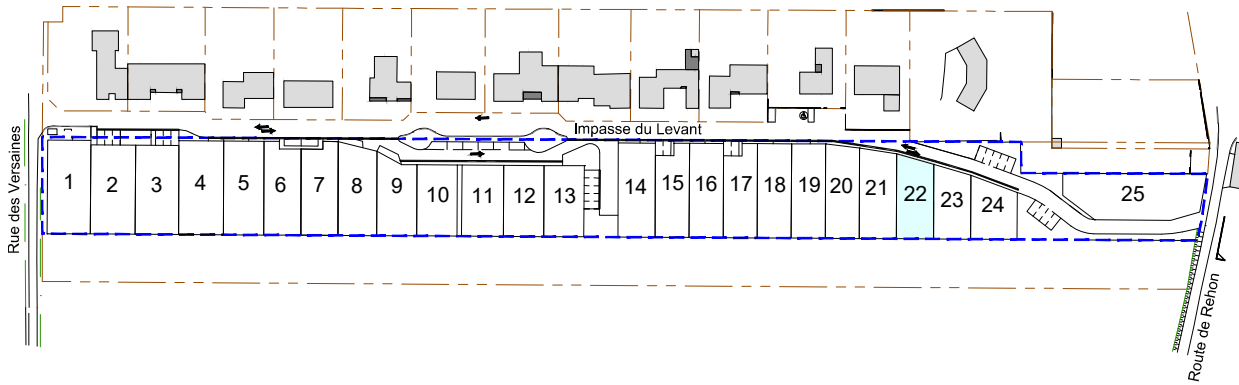 Impasse du Levant
Rue des Versaines
1 2 3 4 5 6 7 8 9 10 11 12 13 14 15 16 17 18 19 20 21 22 23 24 25
Route de Rehon